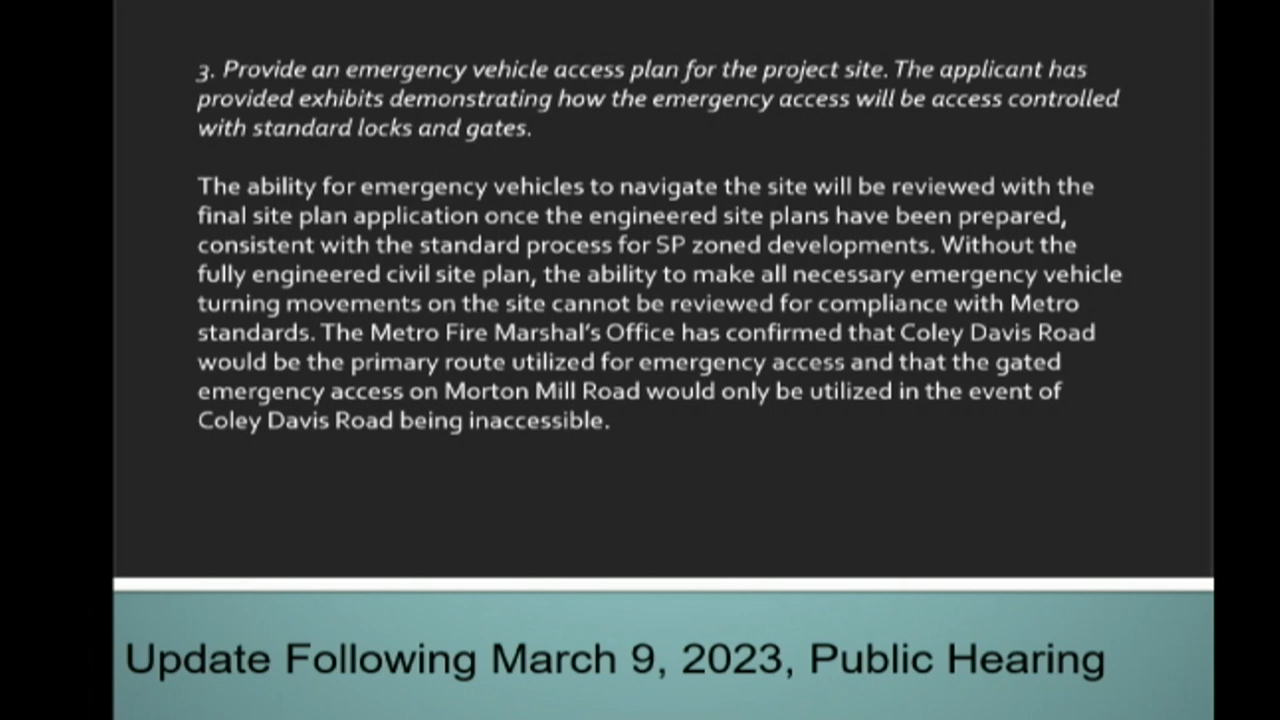 3. Provide an emergency vehicle access plan for the project site. The applicant has
provided exhibits demonstrating how the emergency access will be access controlled
with standard locks and gates.
The ability for emergency vehicles to navigate the site will be reviewed with the
final site plan application once the engineered site plans have been prepared,
consistent with the standard process for SP zoned developments. Without the
fully engineered civil site plan, the ability to make all necessary emergency vehicle
turning movements on the site cannot be reviewed for compliance with Metro
standards. The Metro Fire Marshal’s Office has confirmed that Coley Davis Road
would be the primary route utilized for emergency access and that the gated
emergency access on Morton Mill Road would only be utilized in the event of
Coley Davis Road being inaccessible.
Update Following March 9, 2023, Public Hearing